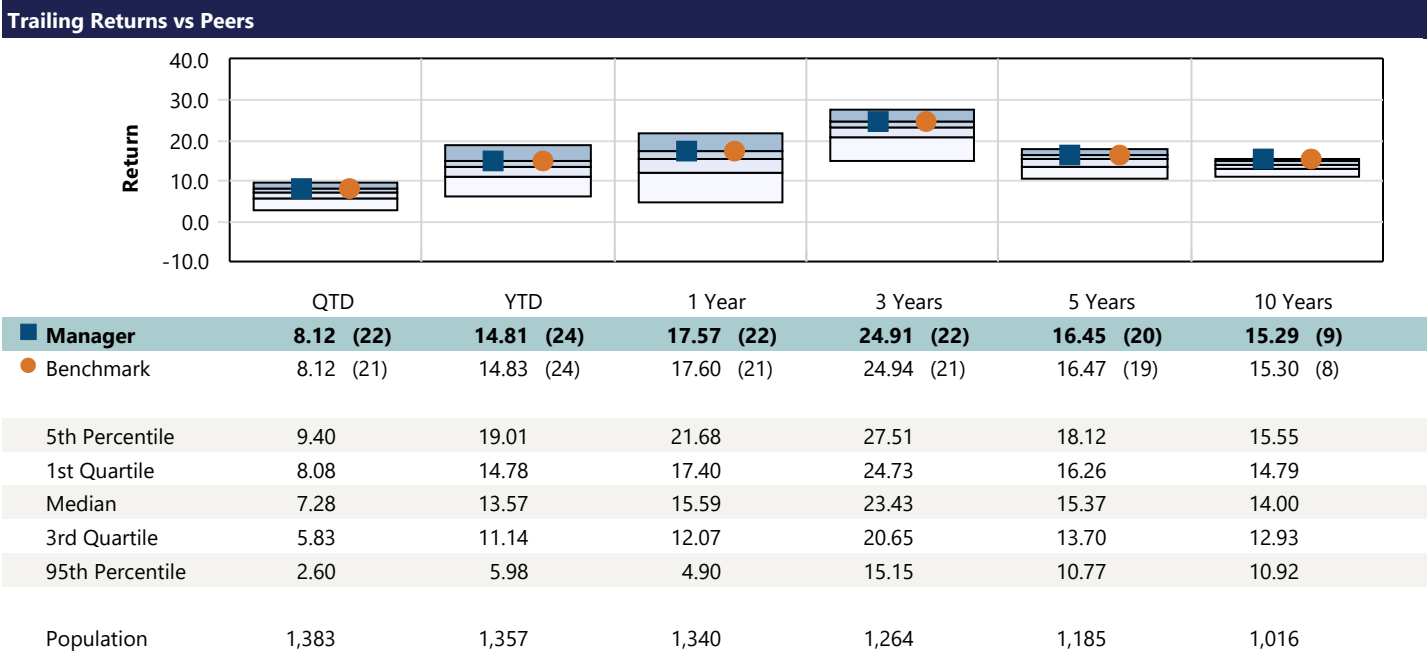 Trailing Returns vs Peers
40.0
30.0
20.0
10.0
0.0
-10.0
Return
QTD YTD 1 Year 3 Years 5 Years 10 Years
Manager 8.12 (22) 14.81 (24) 17.57 (22) 24.91 (22) 16.45 (20) 15.29 (9)
Benchmark 8.12 (21) 14.83 (24) 17.60 (21) 24.94 (21) 16.47 (19) 15.30 (8)
5th Percentile 9.40 19.01 21.68 27.51 18.12 15.55
1st Quartile 8.08 14.78 17.40 24.73 16.26 14.79
Median 7.28 13.57 15.59 23.43 15.37 14.00
3rd Quartile 5.83 11.14 12.07 20.65 13.70 12.93
95th Percentile 2.60 5.98 4.90 15.15 10.77 10.92
Population 1,383 1,357 1,340 1,264 1,185 1,016